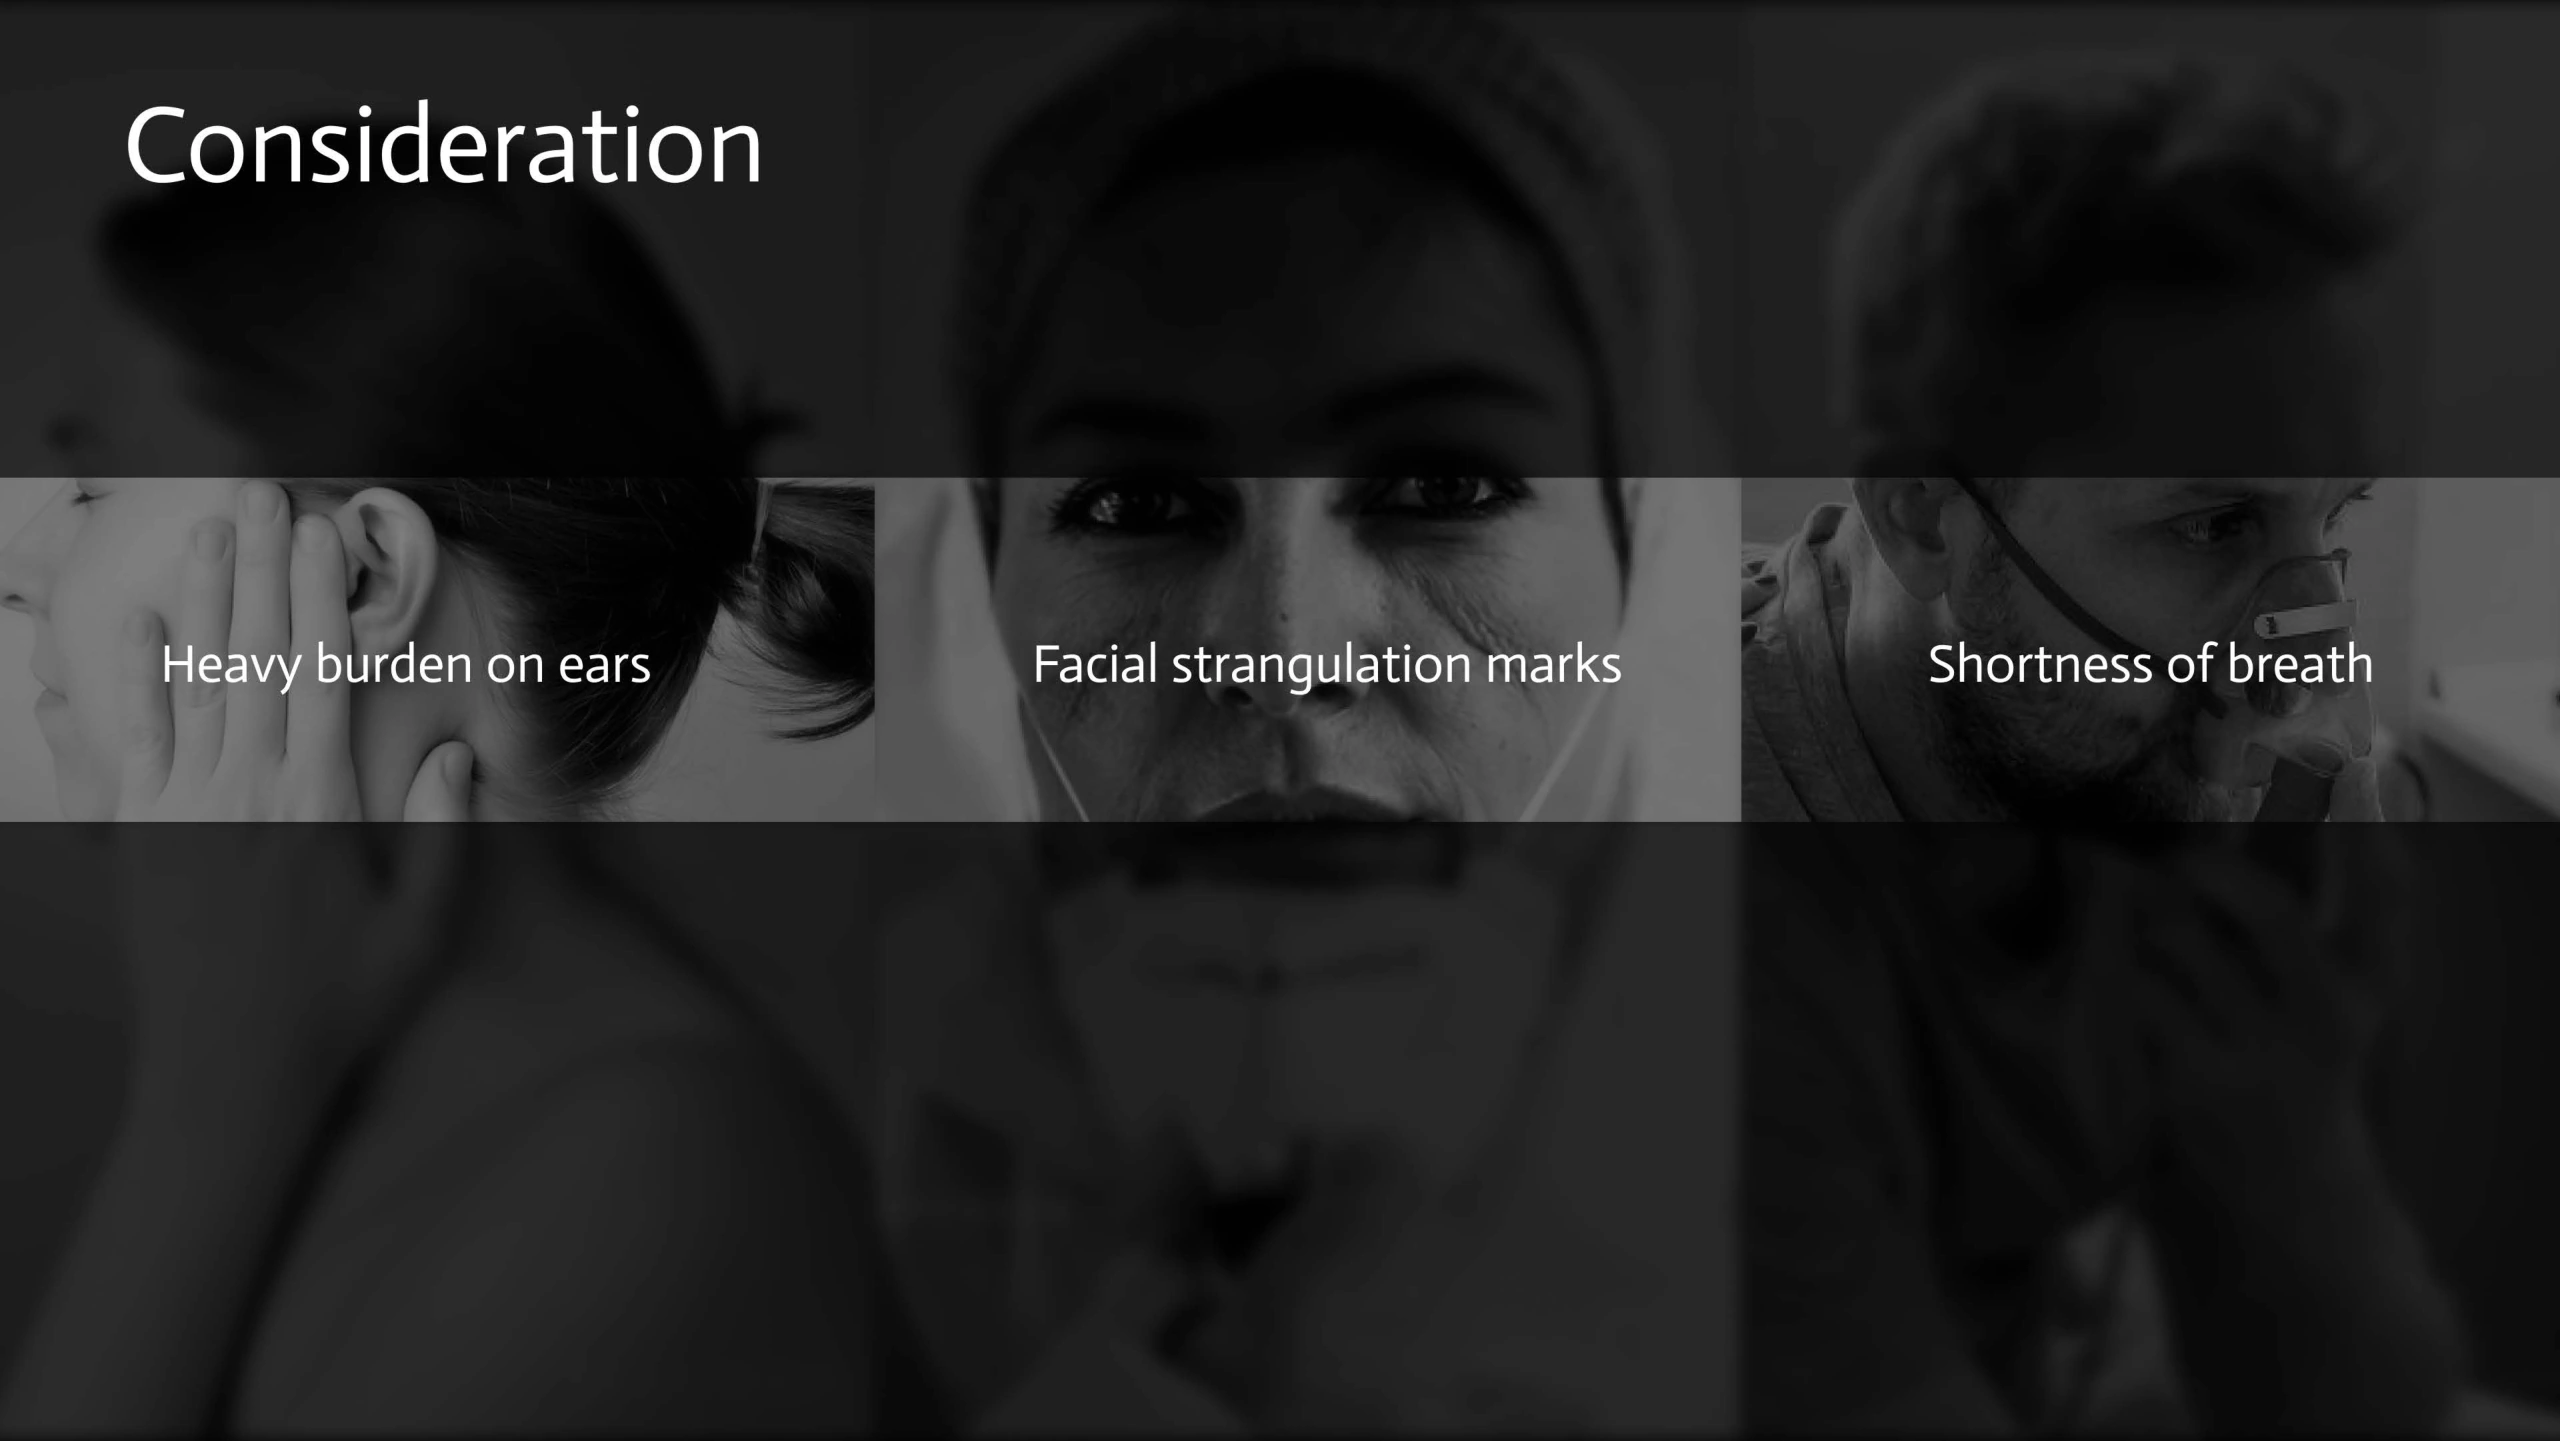 Consideration
Heavy burden on ears
Facial strangulation marks
Shortness of breath